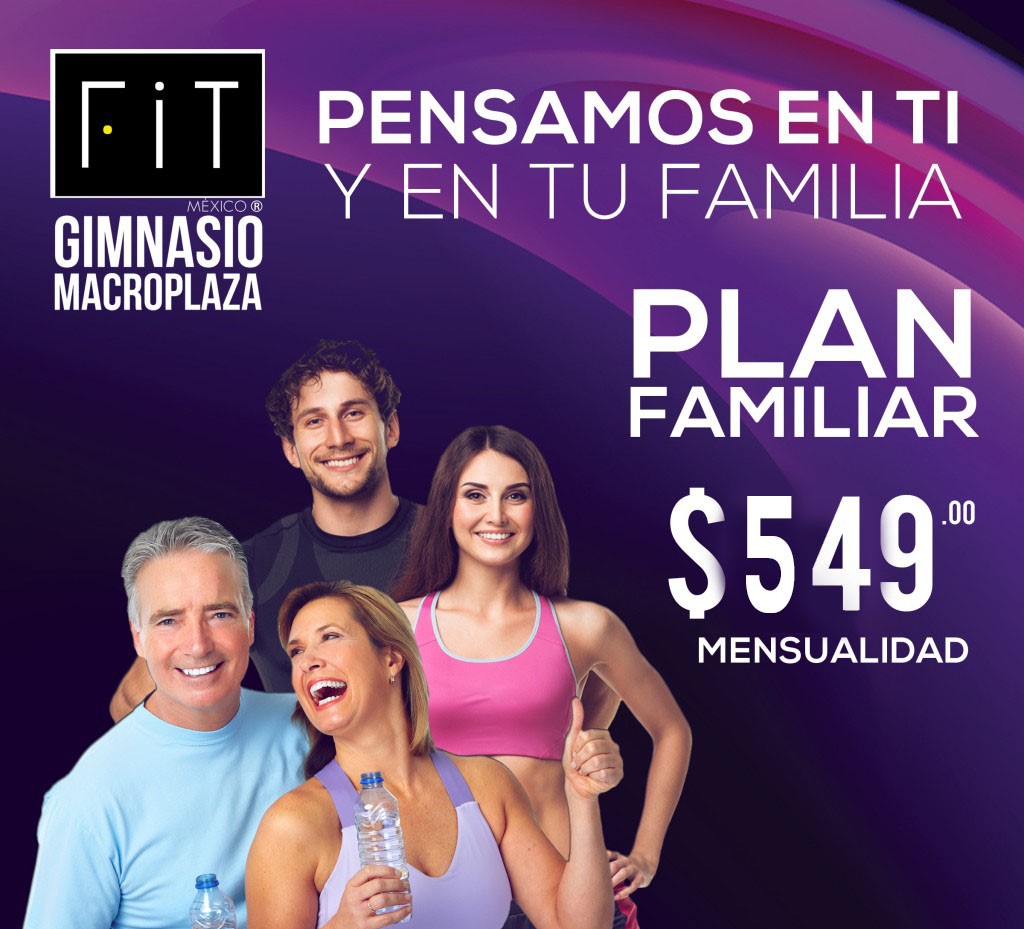 FiT
MÉXICO ®
GIMNASIO
MACROPLAZA
PENSAMOS EN TI
Y EN TU FAMILIA
PLAN
FAMILIAR
$549.00
MENSUALIDAD